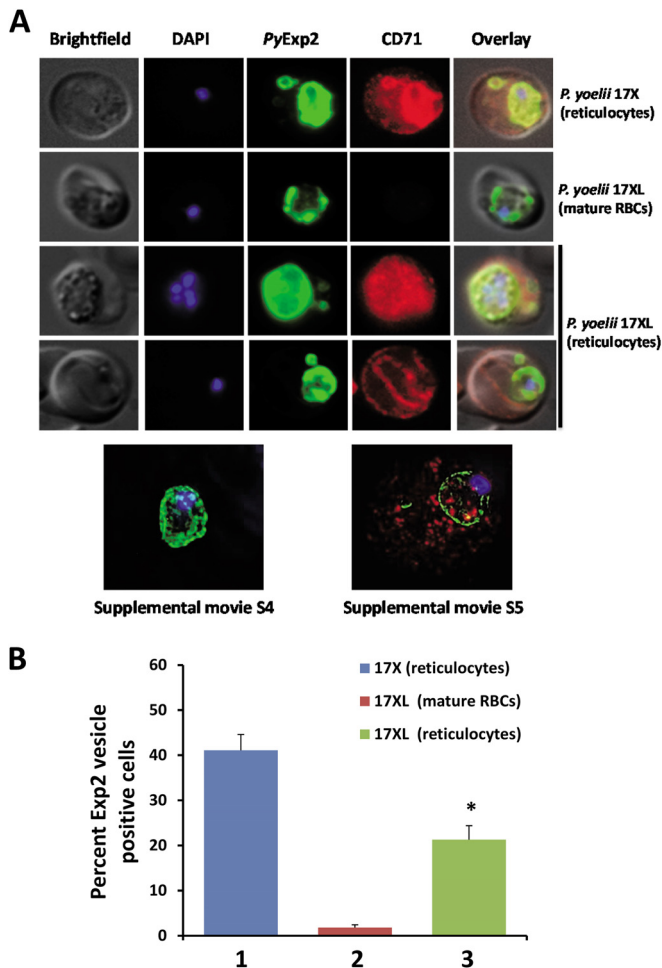 A
Brightfield DAPI PyExp2 CD71 Overlay
P. yoelii 17X
(reticulocytes)
P. yoelii 17XL
(mature RBCs)
P. yoelii 17XL
(reticulocytes)
Supplemental movie S4 Supplemental movie S5
B
Percent Exp2 vesicle
positive cells
60
50
40
30
20
10
0
17X (reticulocytes)
17XL (mature RBCs)
17XL (reticulocytes)
*
1 2 3